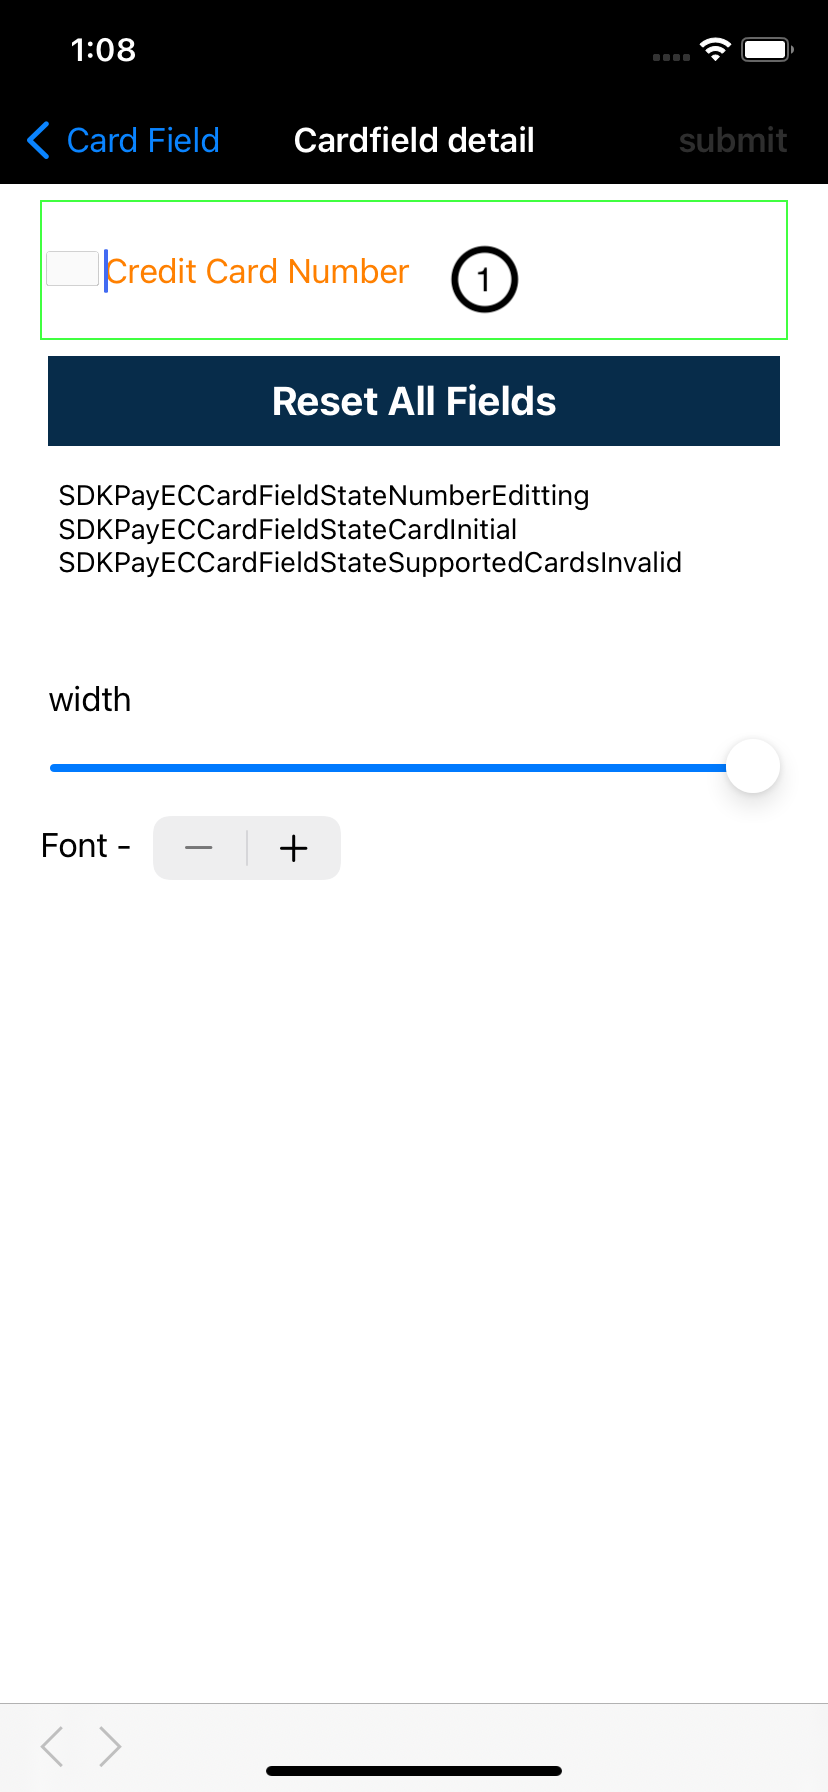 1:08
Card Field
Cardfield detail
submit
Credit Card Number
1
Reset All Fields
SDKPayECCardFieldStateNumberEditting
SDKPayECCardFieldStateCardInitial
SDKPayECCardFieldStateSupportedCardsInvalid
width
Font -